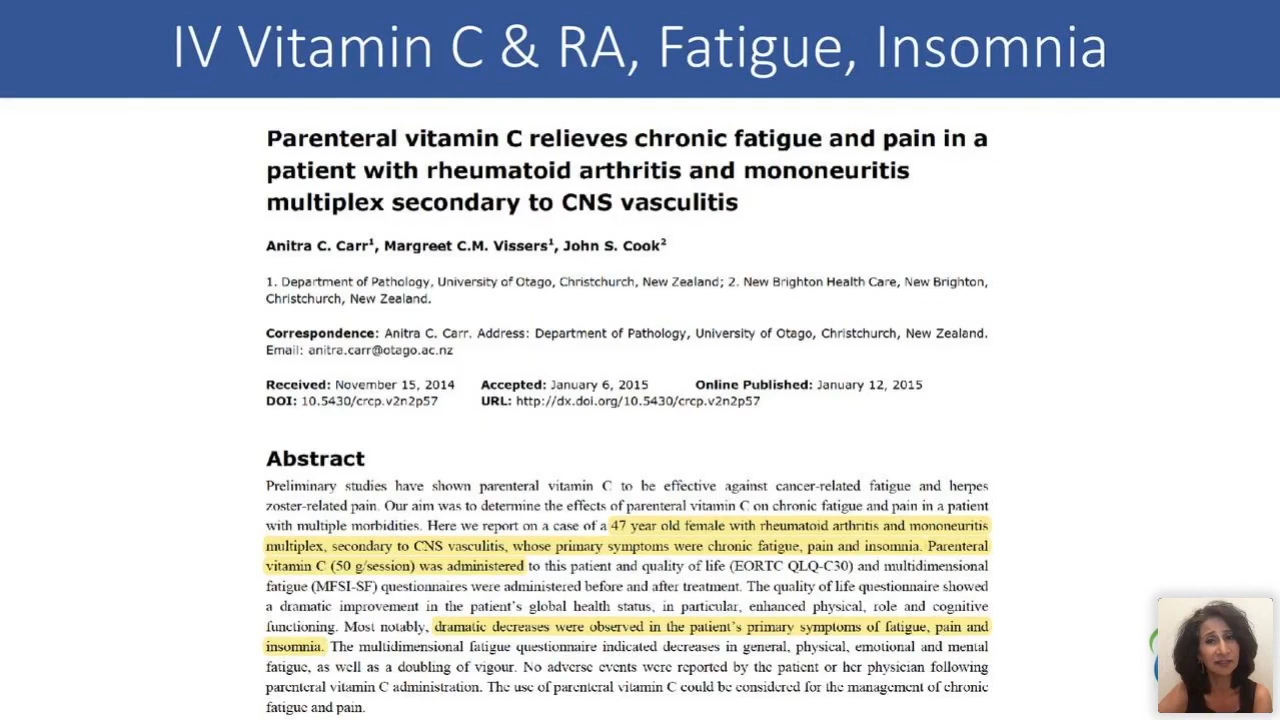 IV Vitamin C & RA, Fatigue, Insomnia
Parenteral vitamin C relieves chronic fatigue and pain in a
patient with rheumatoid arthritis and mononeuritis
multiplex secondary to CNS vasculitis
Anitra C. Carr1, Margreet C.M. Vissers1, John S. Cook2
1. Department of Pathology, University of Otago, Christchurch, New Zealand; 2. New Brighton Health Care, New Brighton,
Christchurch, New Zealand.
Correspondence: Anitra C. Carr. Address: Department of Pathology, University of Otago, Christchurch, New Zealand.
Email: anitra.carr@otago.ac.nz
Received: November 15, 2014 Accepted: January 6, 2015 Online Published: January 12, 2015
DOI: 10.5430/crcp.v2n2p57 URL: http://dx.doi.org/10.5430/crcp.v2n2p57
Abstract
Preliminary studies have shown parenteral vitamin C to be effective against cancer-related fatigue and herpes
zoster-related pain. Our aim was to determine the effects of parenteral vitamin C on chronic fatigue and pain in a patient
with multiple morbidities. Here we report on a case of a 47 year old female with rheumatoid arthritis and mononeuritis
multiplex, secondary to CNS vasculitis, whose primary symptoms were chronic fatigue, pain and insomnia. Parenteral
vitamin C (50 g/session) was administered to this patient and quality of life (EORTC QLQ-C30) and multidimensional
fatigue (MFSI-SF) questionnaires were administered before and after treatment. The quality of life questionnaire showed
a dramatic improvement in the patient's global health status, in particular, enhanced physical, role and cognitive
functioning. Most notably, dramatic decreases were observed in the patient's primary symptoms of fatigue, pain and
insomnia. The multidimensional fatigue questionnaire indicated decreases in general, physical, emotional and mental
fatigue, as well as a doubling of vigour. No adverse events were reported by the patient or her physician following
parenteral vitamin C administration. The use of parenteral vitamin C could be considered for the management of chronic
fatigue and pain.